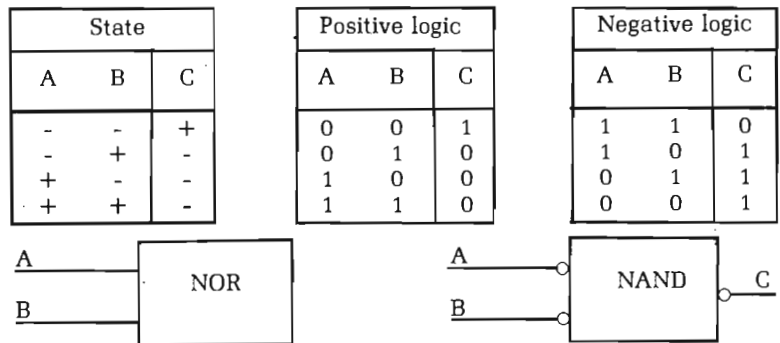 State Positive logic Negative logic
A B C A B C A B C
- - + 0 0 1 1 1 0
- + - 0 1 0 1 0 1
+ - - 1 0 0 0 1 1
+ + - 1 1 0 0 0 1
A NOR A NAND C
B B